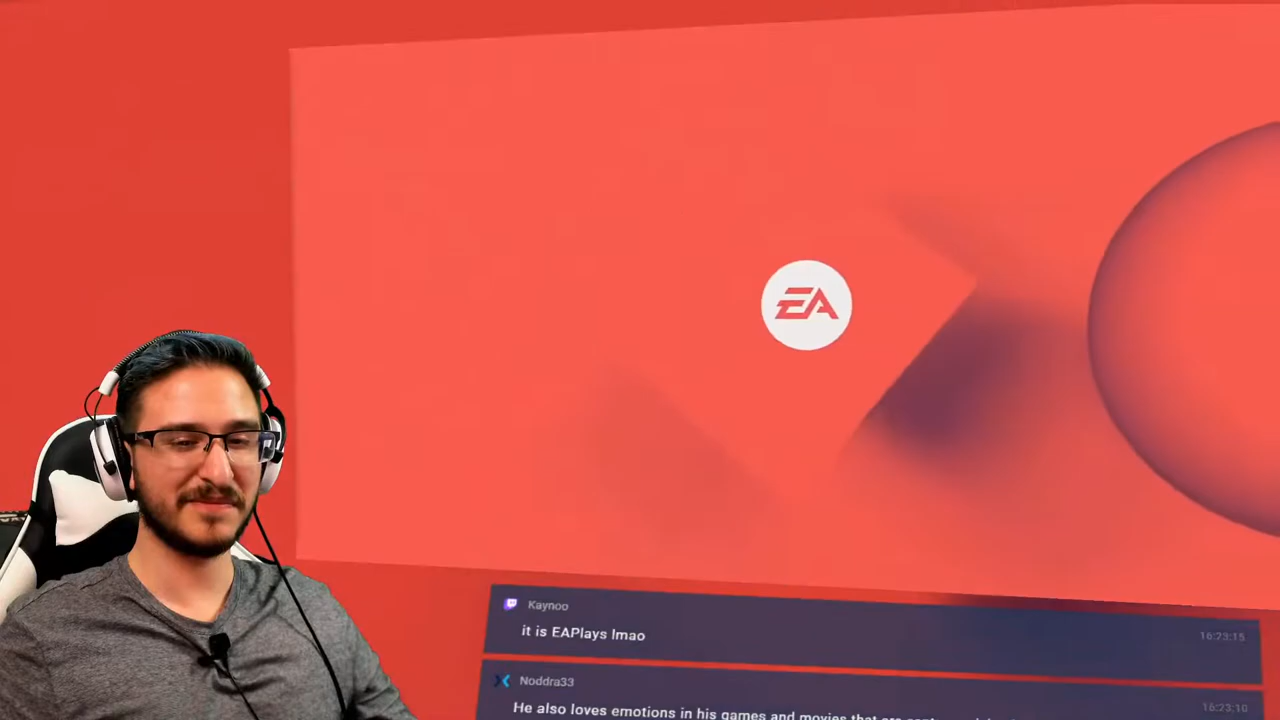 EA
Kaynoo
it is EAPlays lmao
16:23:15
Noddra33
16:23:10
He also loves emotions in his games and movies that are